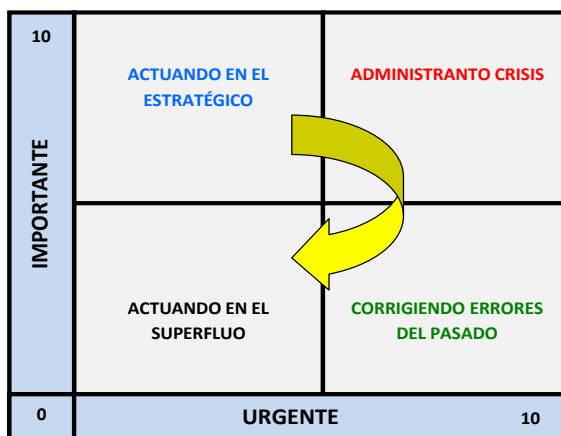 10
ACTUANDO EN EL
ESTRATÉGICO
ADMINISTRANTO CRISIS
IMPORTANTE
ACTUANDO EN EL
SUPERFLUO
CORRIGIENDO ERRORES
DEL PASADO
0
URGENTE
10